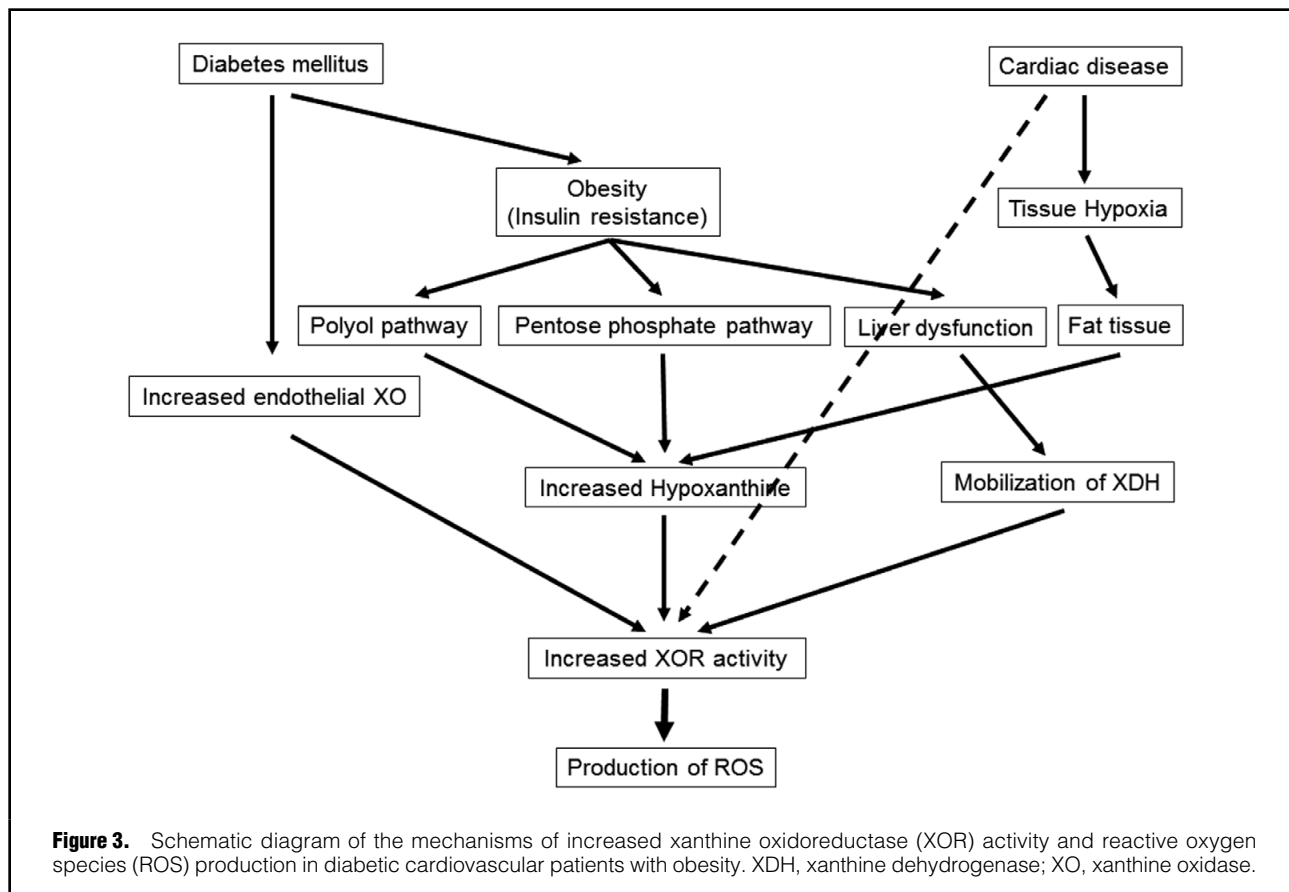 Diabetes mellitus
Cardiac disease
Obesity
(Insulin resistance)
Tissue Hypoxia
Polyol pathway
Pentose phosphate pathway
Liver dysfunction
Fat tissue
Increased endothelial XO
Increased Hypoxanthine
Mobilization of XDH
Increased XOR activity
Production of ROS
Figure 3. Schematic diagram of the mechanisms of increased xanthine oxidoreductase (XOR) activity and reactive oxygen
species (ROS) production in diabetic cardiovascular patients with obesity. XDH, xanthine dehydrogenase; XO, xanthine oxidase.